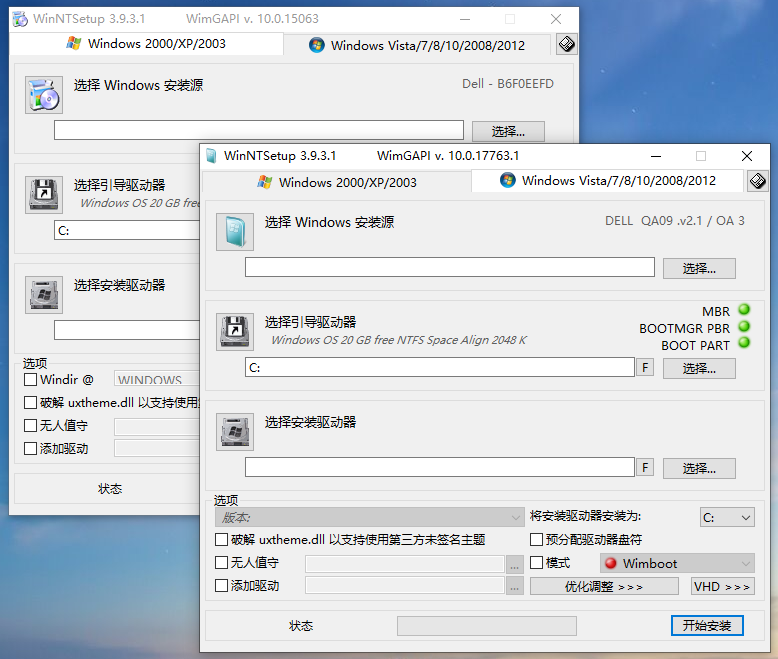 WinNTSetup 3.9.3.1 WimGAPI v. 10.0.15063
Windows 2000/XP/2003 Windows Vista/7/8/10/2008/2012
选择 Windows 安装源 Dell - B6F0EEFD
选择...
选择引导驱动器
Windows OS 20 GB free
C:
选择安装驱动器
选项
Windir @ WINDOWS
破解 uxtheme.dll 以支持使用
无人值守
添加驱动
状态
WinNTSetup 3.9.3.1 WimGAPI v. 10.0.17763.1
Windows 2000/XP/2003 Windows Vista/7/8/10/2008/2012
选择 Windows 安装源 DELL QA09 .v2.1 / OA 3
选择...
选择引导驱动器 MBR
Windows OS 20 GB free NTFS Space Align 2048 K BOOTMGR PBR
BOOT PART
C: F 选择...
选择安装驱动器
F 选择...
选项
版本: 将安装驱动器安装为: C:
破解 uxtheme.dll 以支持使用第三方未签名主题 预分配驱动器盘符
无人值守 ... 模式 Wimboot
添加驱动 ... 优化调整 >>> VHD >>>
状态 开始安装